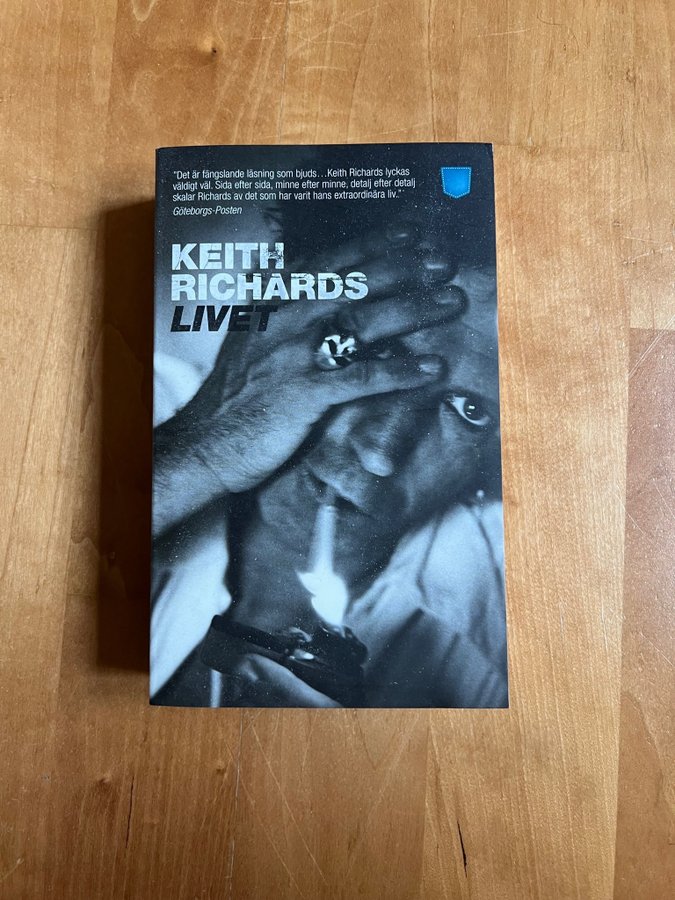 "Det är fängslande läsning som bjuds...Keith Richards lyckas
väldigt väl. Sida efter sida, minne efter minne, detalj efter detalj
skalar Richards av det som har varit hans extraordinära liv."
Göteborgs-Posten
KEITH
RICHARDS
LIVET